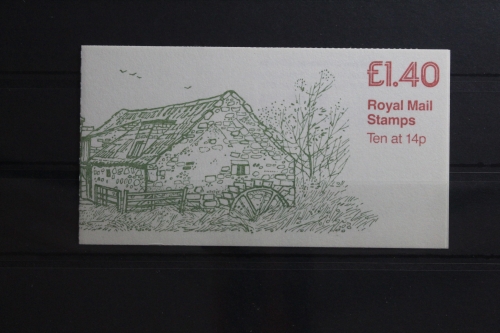 £1.40
Royal Mail
Stamps
Ten at 14p